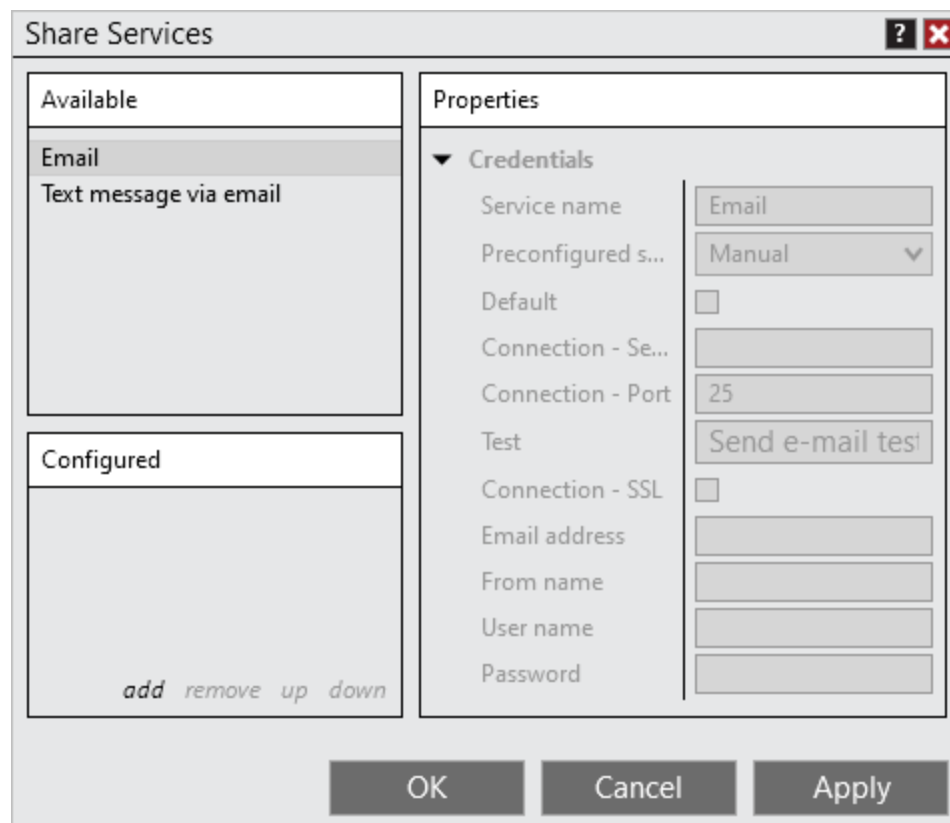 Share Services
?
Available
Email
Text message via email
Configured
add remove up down
Properties
Credentials
Service name Email
Preconfigured s... Manual
Default
Connection - Se...
Connection - Port 25
Test Send e-mail test
Connection - SSL
Email address
From name
User name
Password
OK Cancel Apply